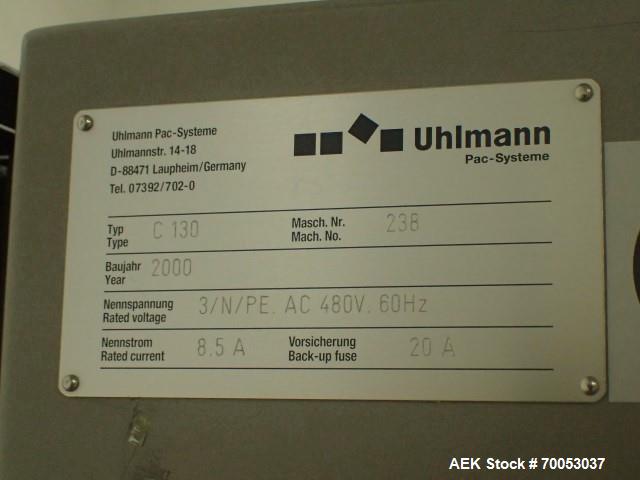 Uhlmann Pac-Systeme
Uhlmannstr. 14-18
D-88471 Laupheim/Germany
Tel. 07392/702-0
Uhlmann
Pac-Systeme
Typ
Type
C 130
Masch. Nr.
Mach. No.
238
Baujahr
Year
2000
Nennspannung
Rated voltage
3/N/PE. AC 480V. 60Hz
Nennstrom
Rated current
8.5 A
Vorsicherung
Back-up fuse
20 A
AEK Stock # 70053037